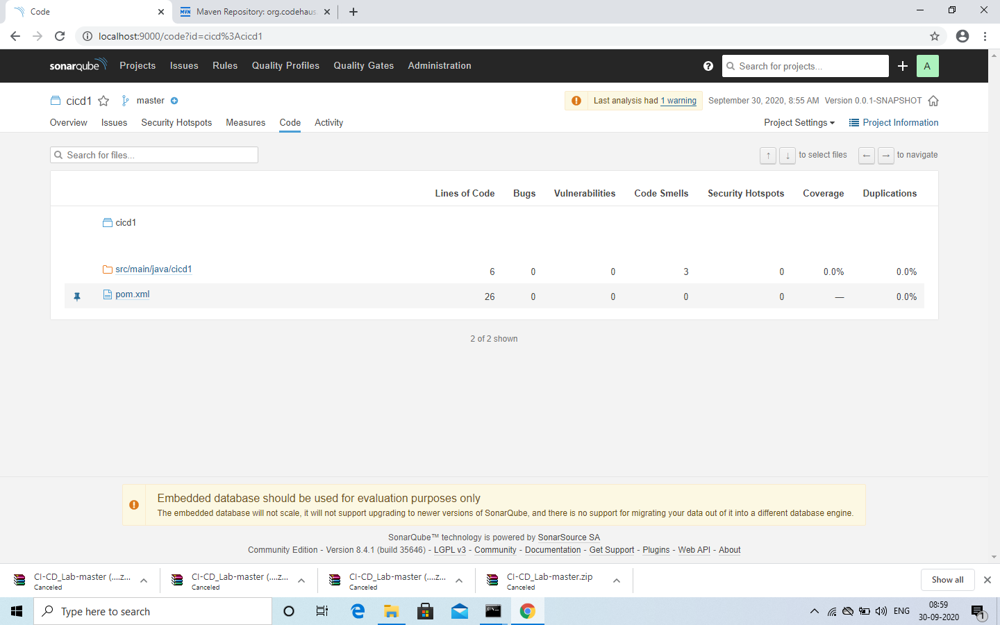 Code
Maven Repository: org.codehaus
localhost:9000/code?id=cicd%3Acicd1
sonarqube Projects Issues Rules Quality Profiles Quality Gates Administration
Search for projects... A
cicd1 master
Last analysis had 1 warning September 30, 2020, 8:55 AM Version 0.0.1-SNAPSHOT
Overview Issues Security Hotspots Measures Code Activity
Project Settings Project Information
Search for files...
↑ ↓ to select files ← → to navigate
Lines of Code Bugs Vulnerabilities Code Smells Security Hotspots Coverage Duplications
cicd1
src/main/java/cicd1 6 0 0 3 0 0.0% 0.0%
pom.xml 26 0 0 0 0 — 0.0%
2 of 2 shown
Embedded database should be used for evaluation purposes only
The embedded database will not scale, it will not support upgrading to newer versions of SonarQube, and there is no support for migrating your data out of it into a different database engine.
SonarQube™ technology is powered by SonarSource SA
Community Edition - Version 8.4.1 (build 35646) - LGPL v3 - Community - Documentation - Get Support - Plugins - Web API - About
CI-CD_Lab-master (....z... CI-CD_Lab-master (....z... CI-CD_Lab-master (....z... CI-CD_Lab-master.zip
Canceled Canceled Canceled Canceled
Show all
Type here to search
ENG
08:59
30-09-2020
1